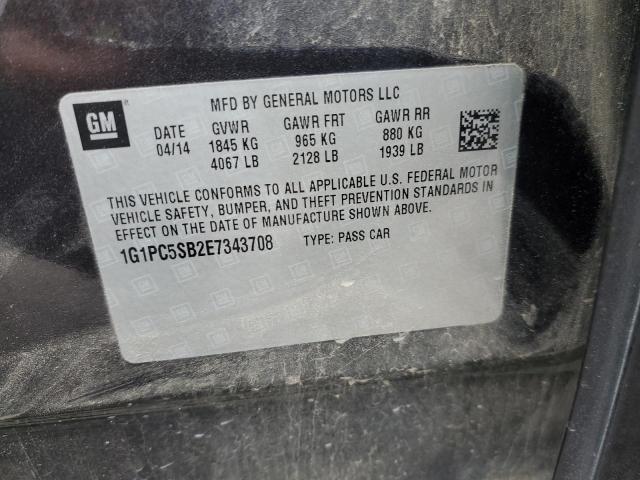 GM
MFD BY GENERAL MOTORS LLC
DATE GVWR GAWR FRT GAWR RR
04/14 1845 KG 965 KG 880 KG
4067 LB 2128 LB 1939 LB
THIS VEHICLE CONFORMS TO ALL APPLICABLE U.S. FEDERAL MOTOR
VEHICLE SAFETY, BUMPER, AND THEFT PREVENTION STANDARDS IN
EFFECT ON THE DATE OF MANUFACTURE SHOWN ABOVE.
1G1PC5SB2E7343708 TYPE: PASS CAR